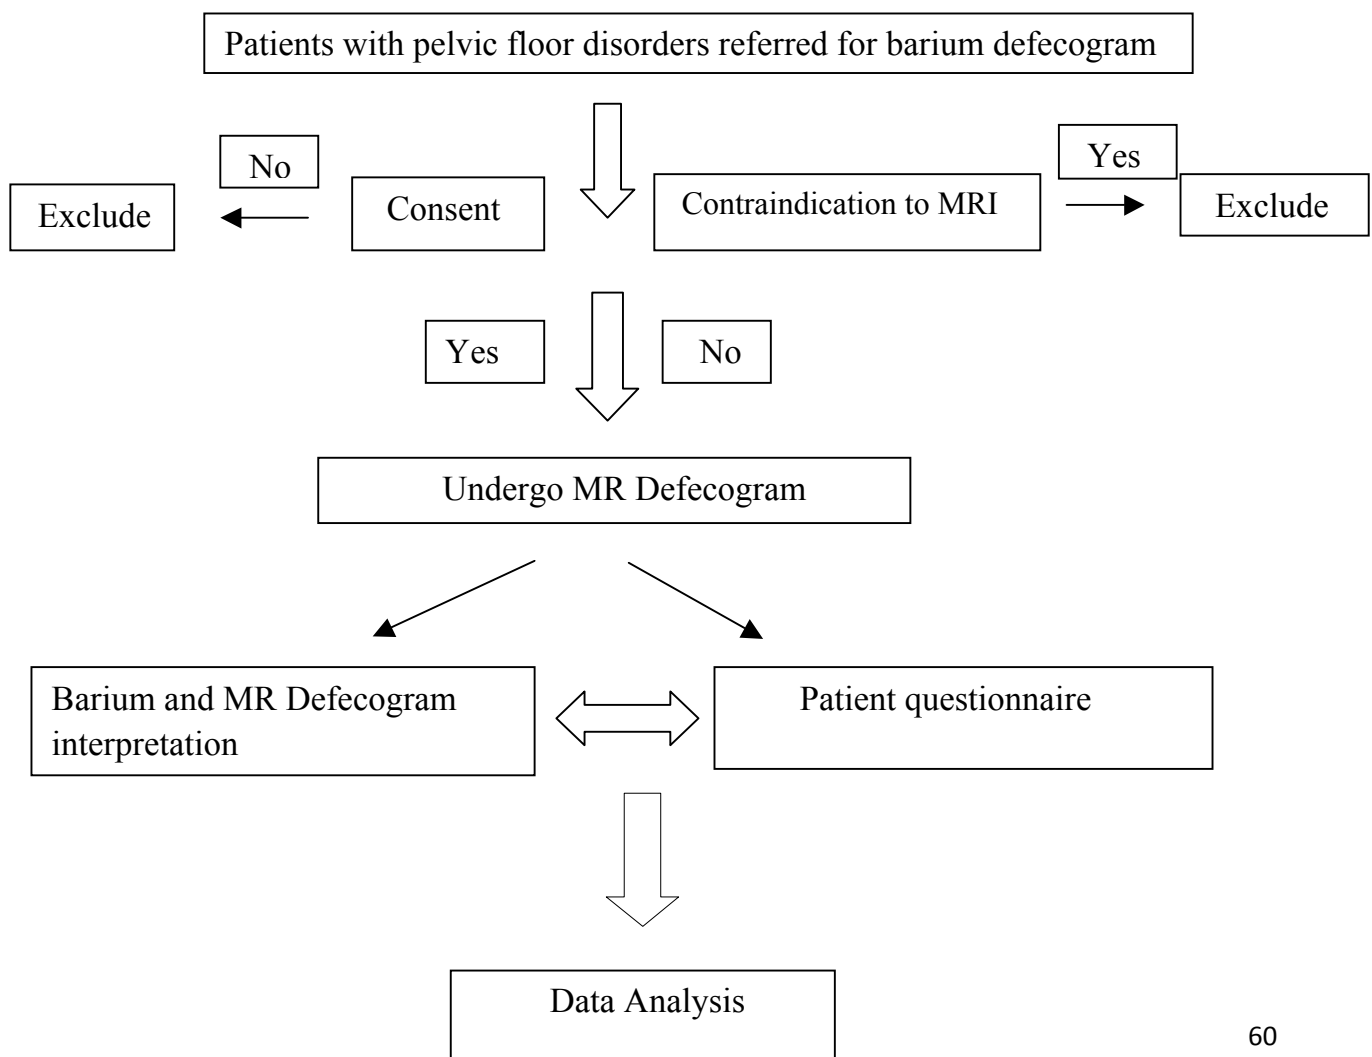 Patients with pelvic floor disorders referred for barium defecogram
No
Yes
Exclude
Consent
Contraindication to MRI
Exclude
Yes
No
Undergo MR Defecogram
Barium and MR Defecogram
interpretation
Patient questionnaire
Data Analysis
60